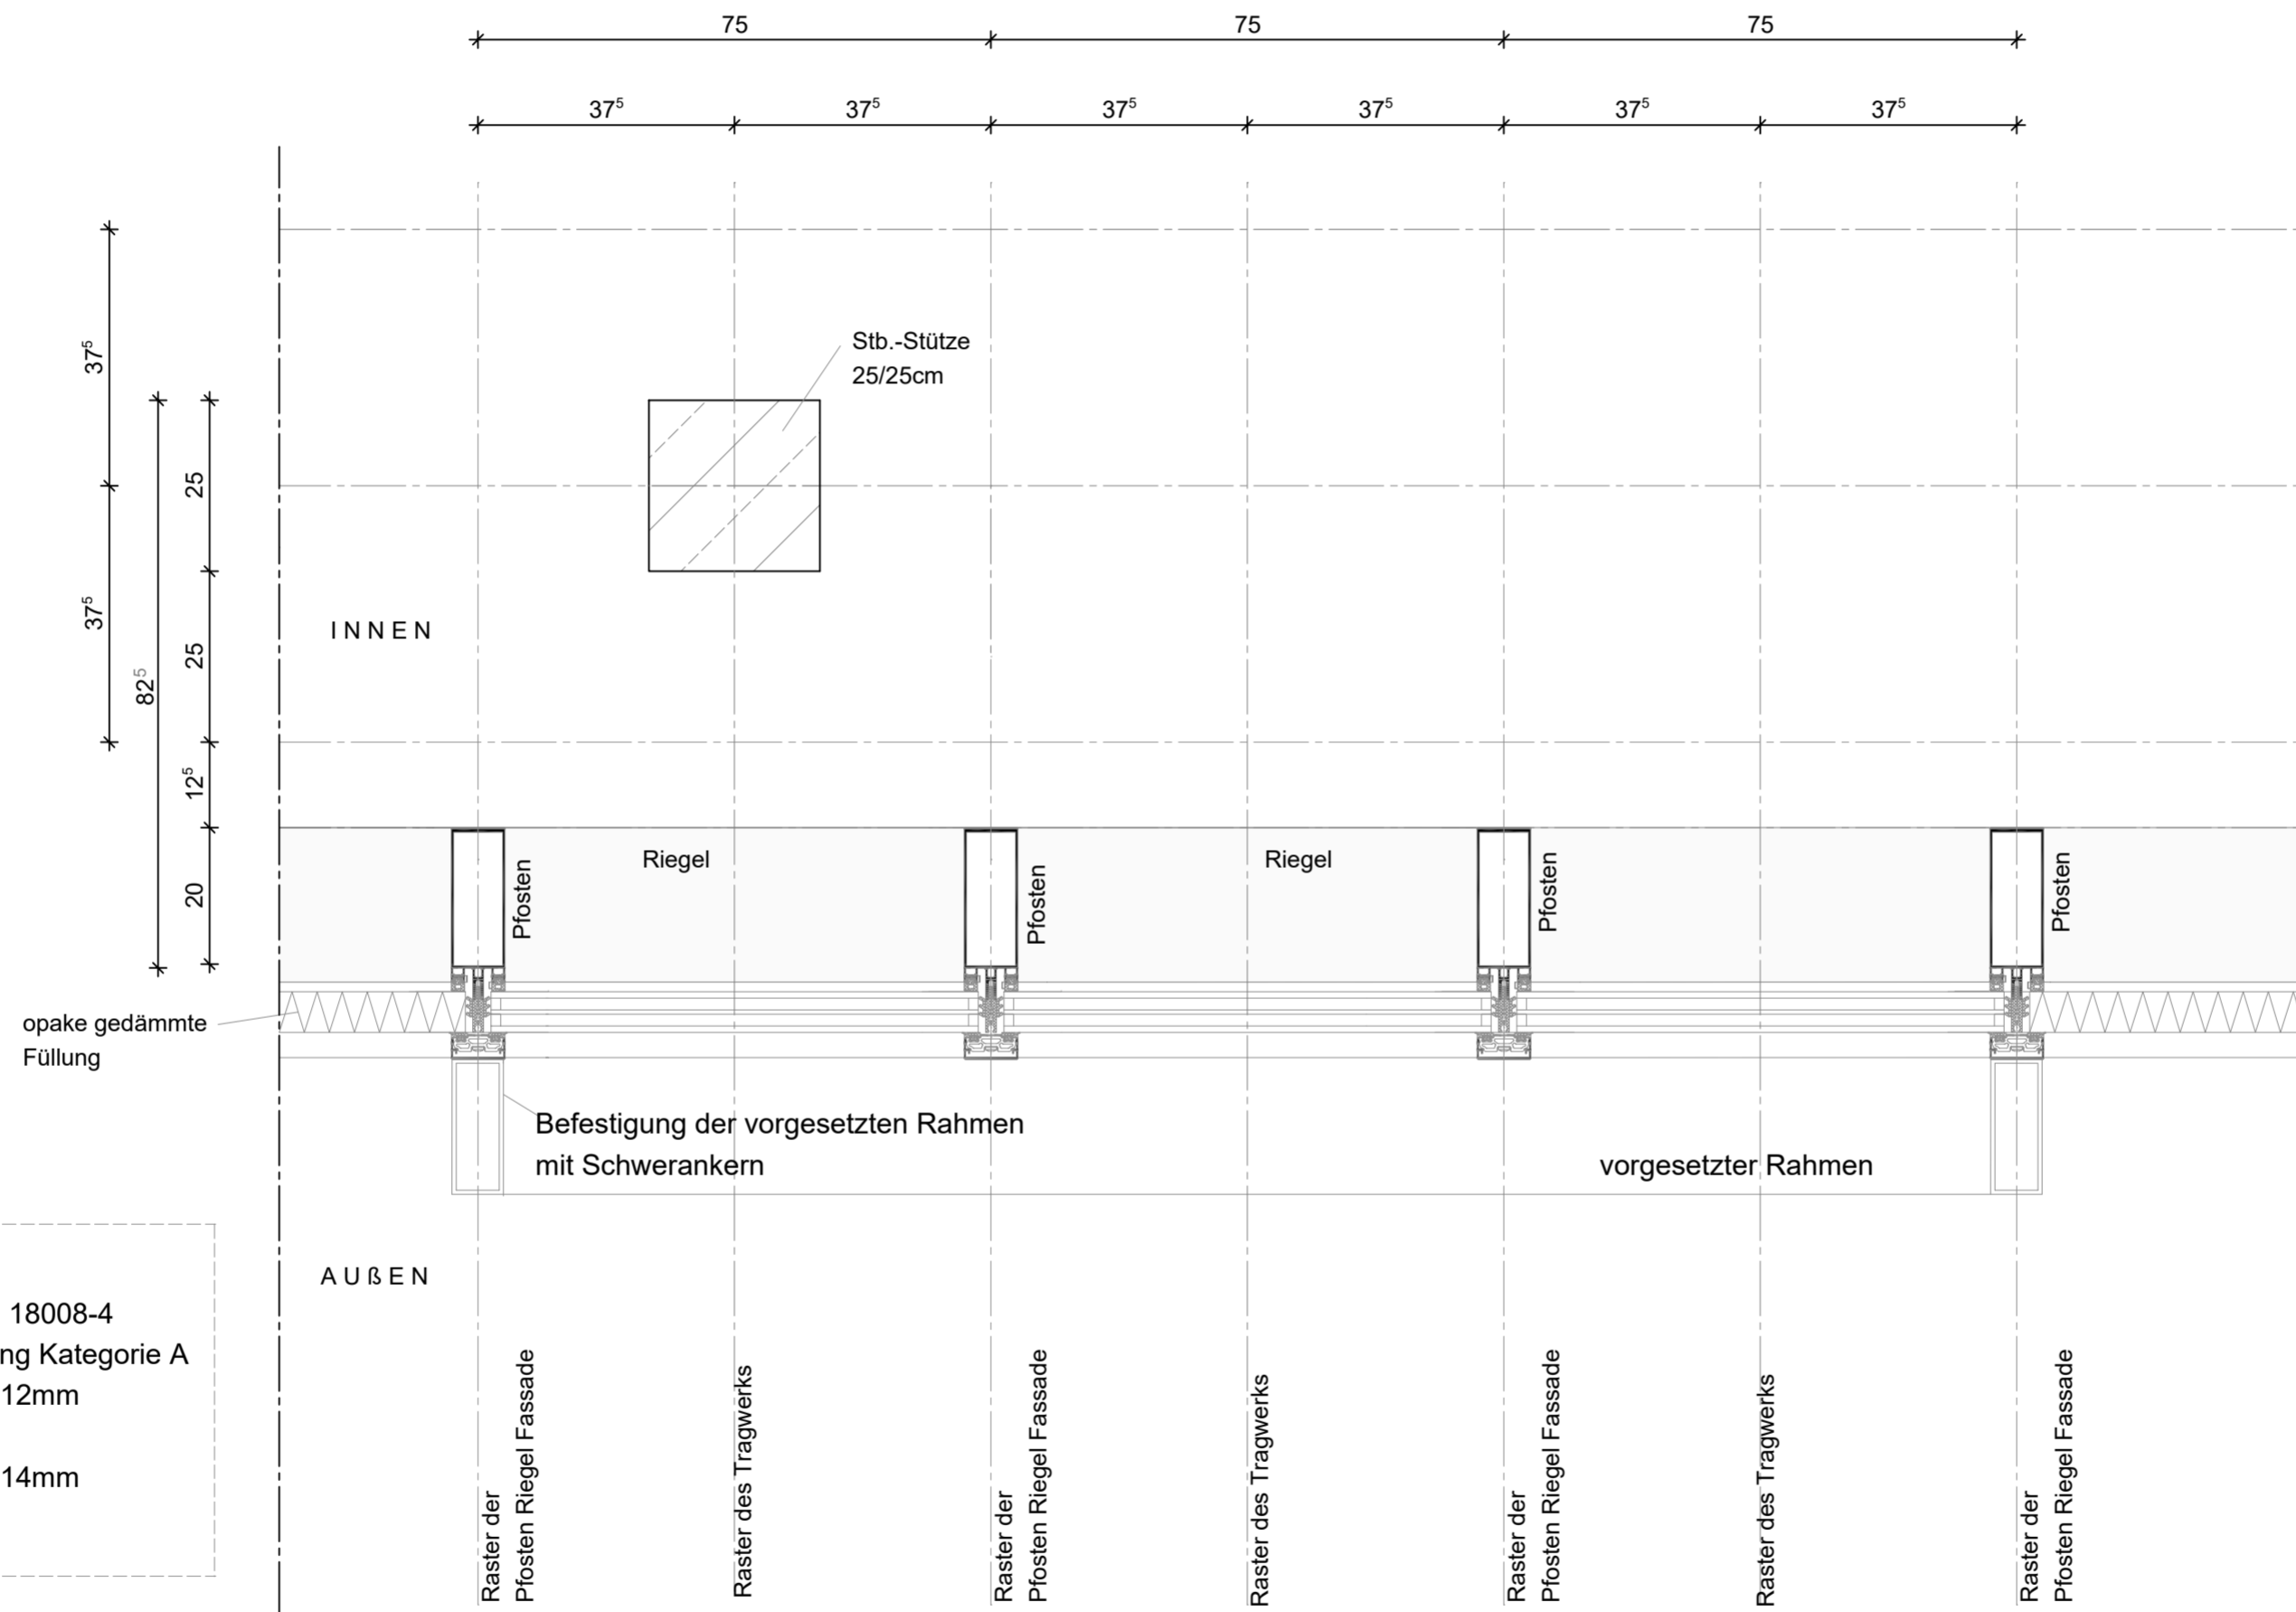 75 75 75
37⁵ 37⁵ 37⁵ 37⁵ 37⁵ 37⁵
37⁵
37⁵
82⁵
25
25
12⁵
20
Stb.-Stütze
25/25cm
INNEN
Riegel
Riegel
Pfosten
Pfosten
Pfosten
Pfosten
opake gedämmte
Füllung
Befestigung der vorgesetzten Rahmen
mit Schwerankern
vorgesetzter Rahmen
AUßEN
18008-4
ng Kategorie A
12mm
14mm
Raster der
Pfosten Riegel Fassade
Raster des Tragwerks
Raster der
Pfosten Riegel Fassade
Raster des Tragwerks
Raster der
Pfosten Riegel Fassade
Raster des Tragwerks
Raster der
Pfosten Riegel Fassade